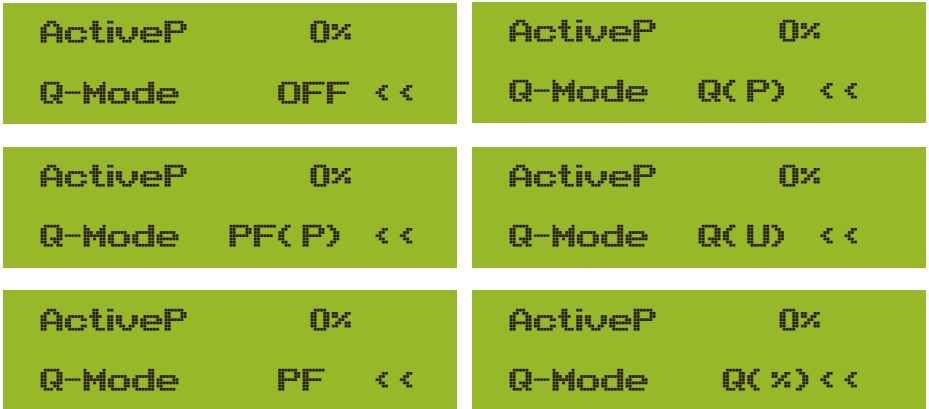 ActiveP 0%
Q-Mode OFF <<
ActiveP 0%
Q-Mode Q(P) <<
ActiveP 0%
Q-Mode PF(P) <<
ActiveP 0%
Q-Mode Q(U) <<
ActiveP 0%
Q-Mode PF <<
ActiveP 0%
Q-Mode Q(%)<<